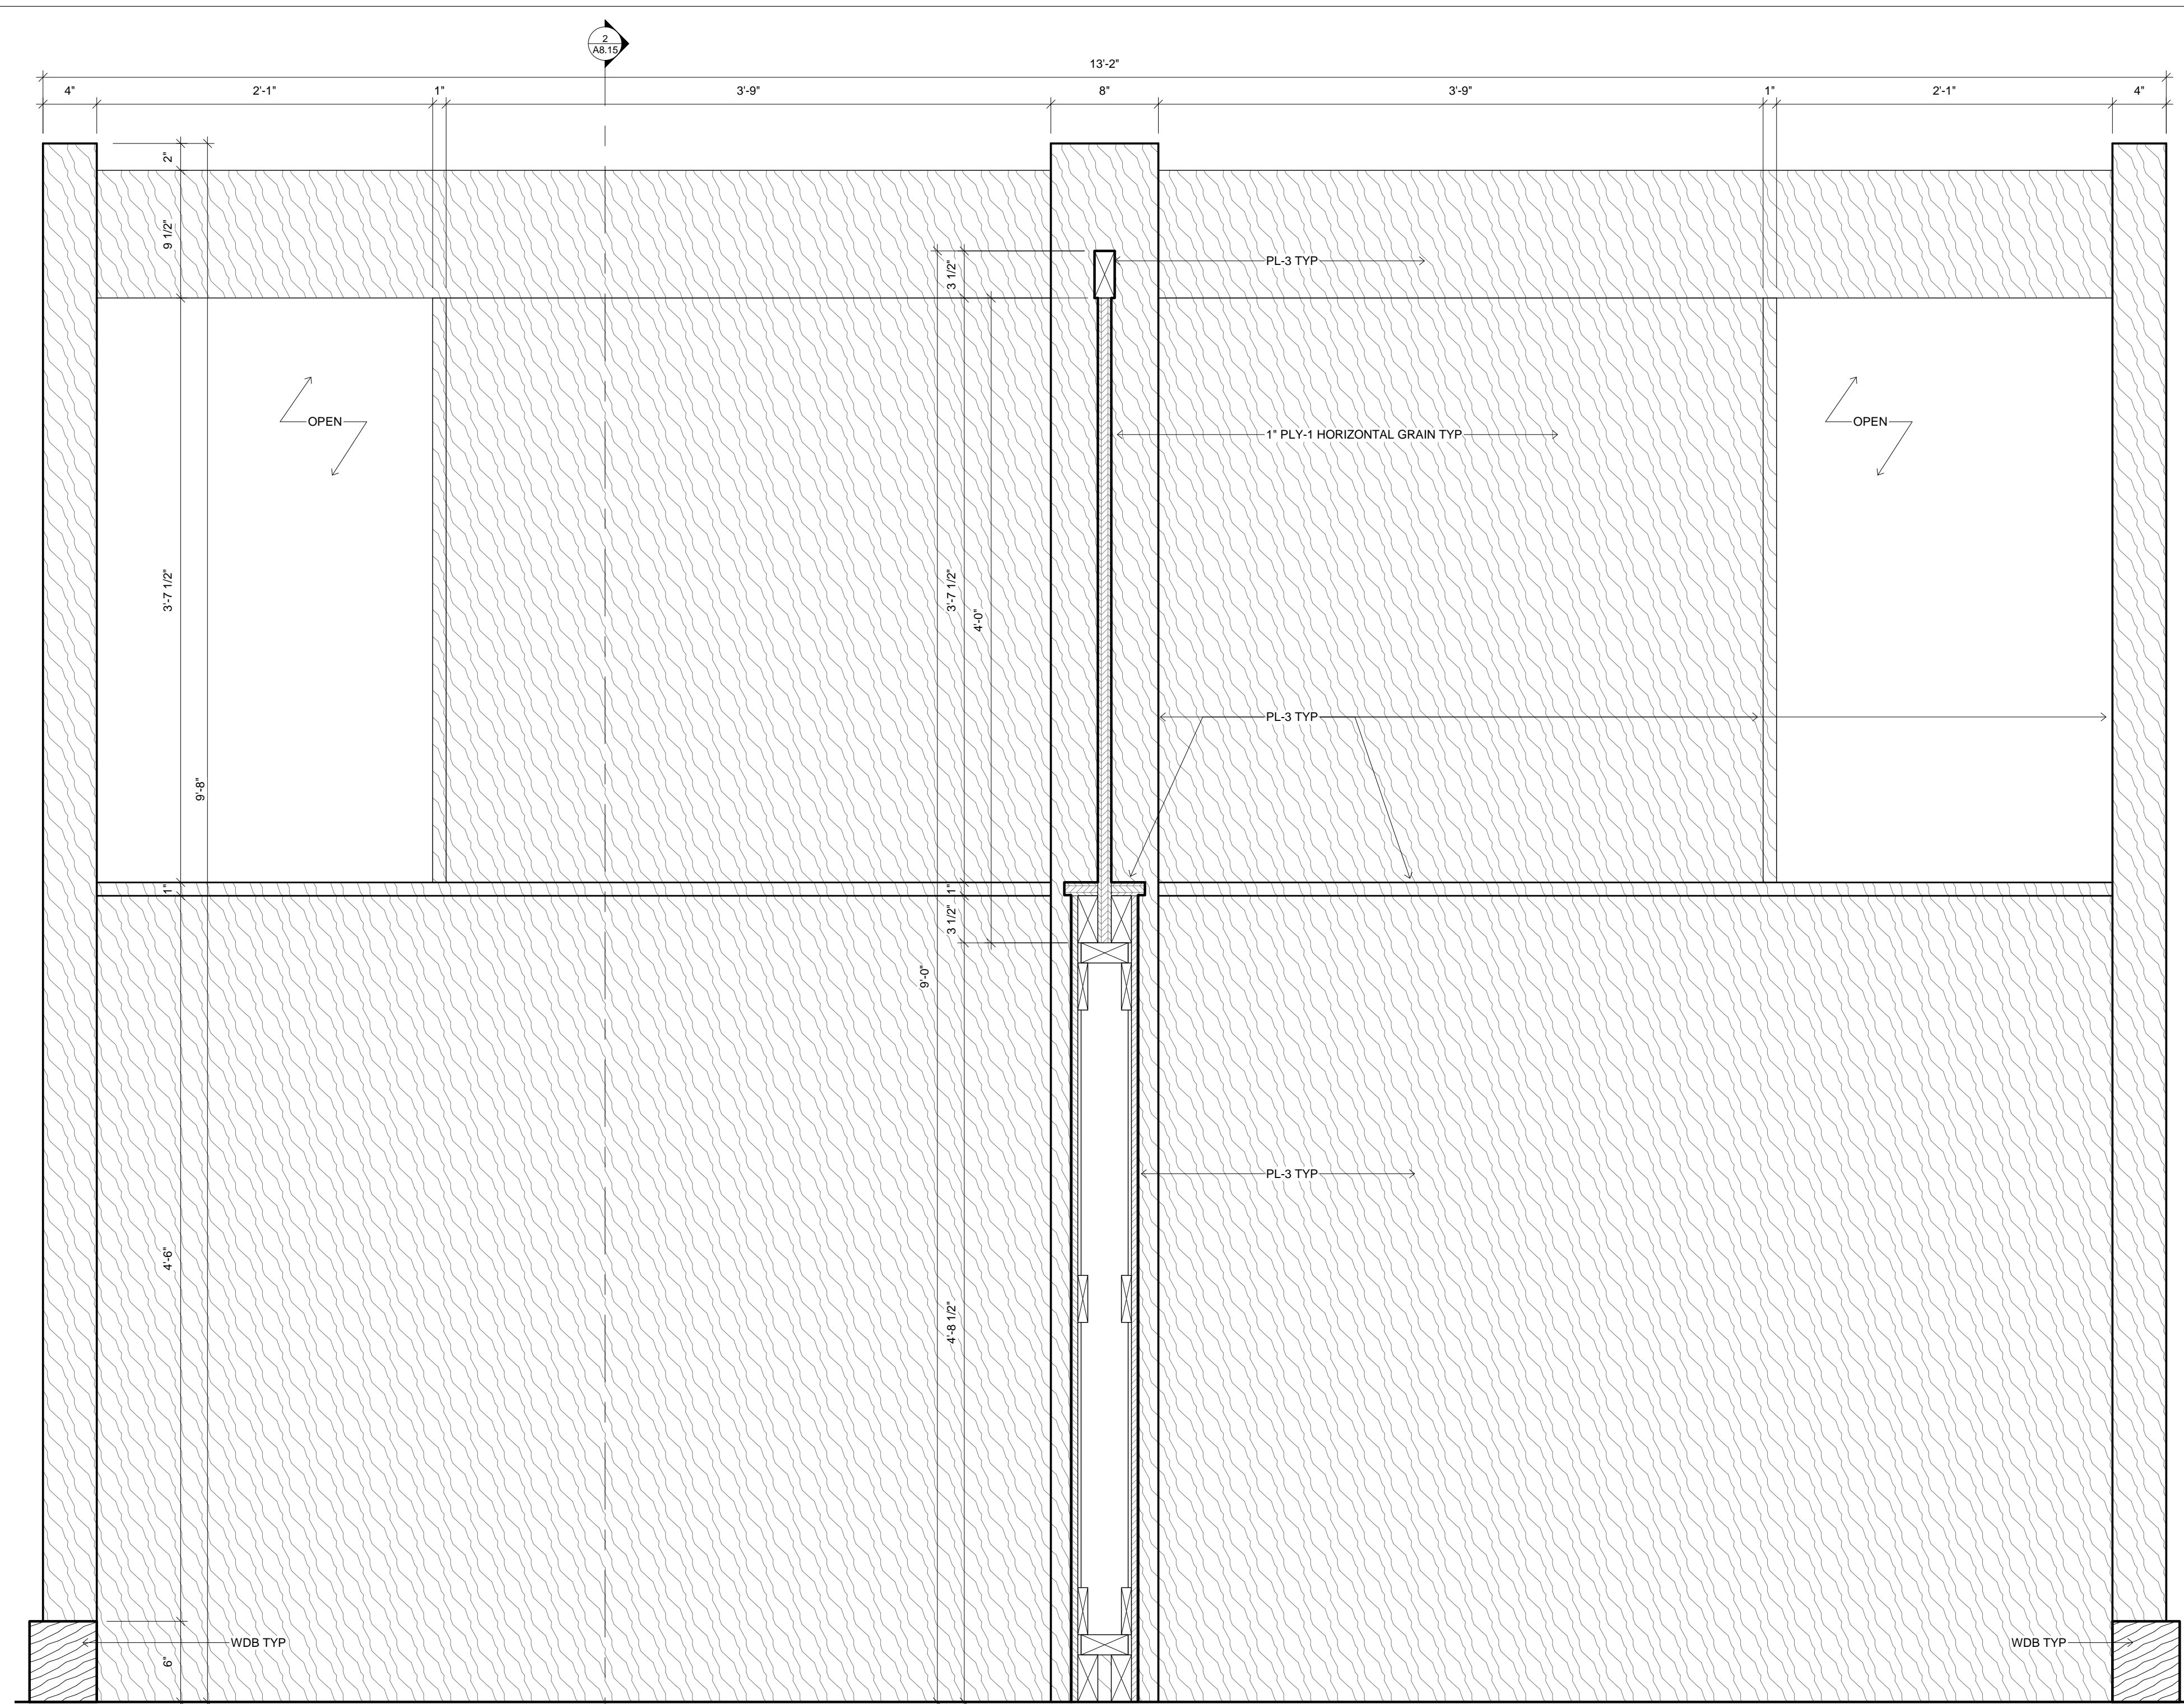 2
A8.15
13'-2"
4"
2'-1"
1"
3'-9"
8"
3'-9"
1"
2'-1"
4"
2"
9 1/2"
3 1/2"
PL-3 TYP
OPEN
1" PLY-1 HORIZONTAL GRAIN TYP
OPEN
3'-7 1/2"
3'-7 1/2"
4'-0"
PL-3 TYP
9'-8"
1"
1"
3 1/2"
9'-0"
PL-3 TYP
4'-6"
4'-8 1/2"
WDB TYP
WDB TYP
6"